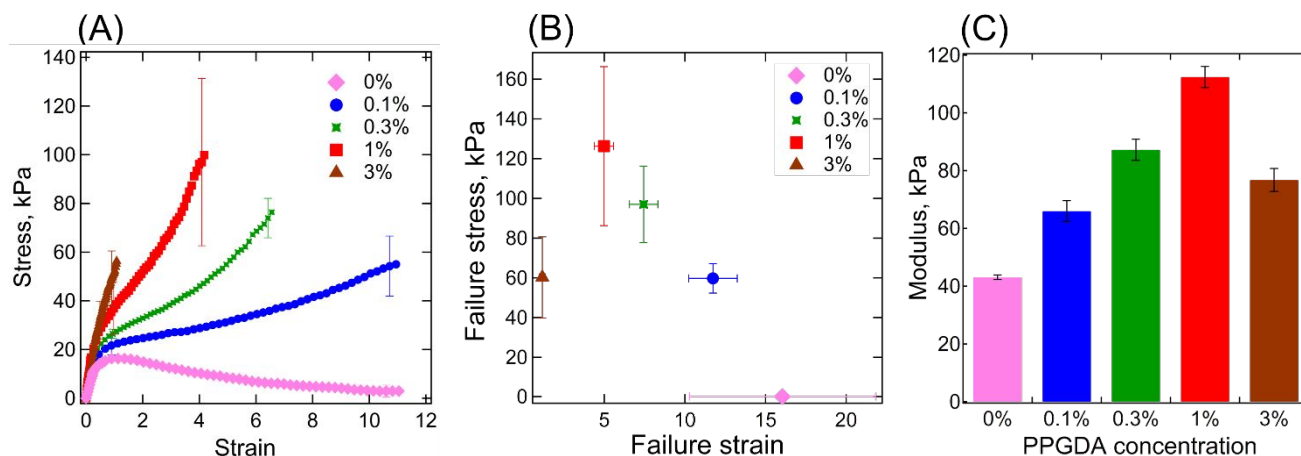 (A)
140
120
100
80
60
40
20
0
Stress, kPa
0 2 4 6 8 10 12
Strain
0%
0.1%
0.3%
1%
3%
(B)
160
140
120
100
80
60
40
20
0
Failure stress, kPa
5 10 15 20
Failure strain
0%
0.1%
0.3%
1%
3%
(C)
120
100
80
60
40
20
0
Modulus, kPa
0% 0.1% 0.3% 1% 3%
PPGDA concentration